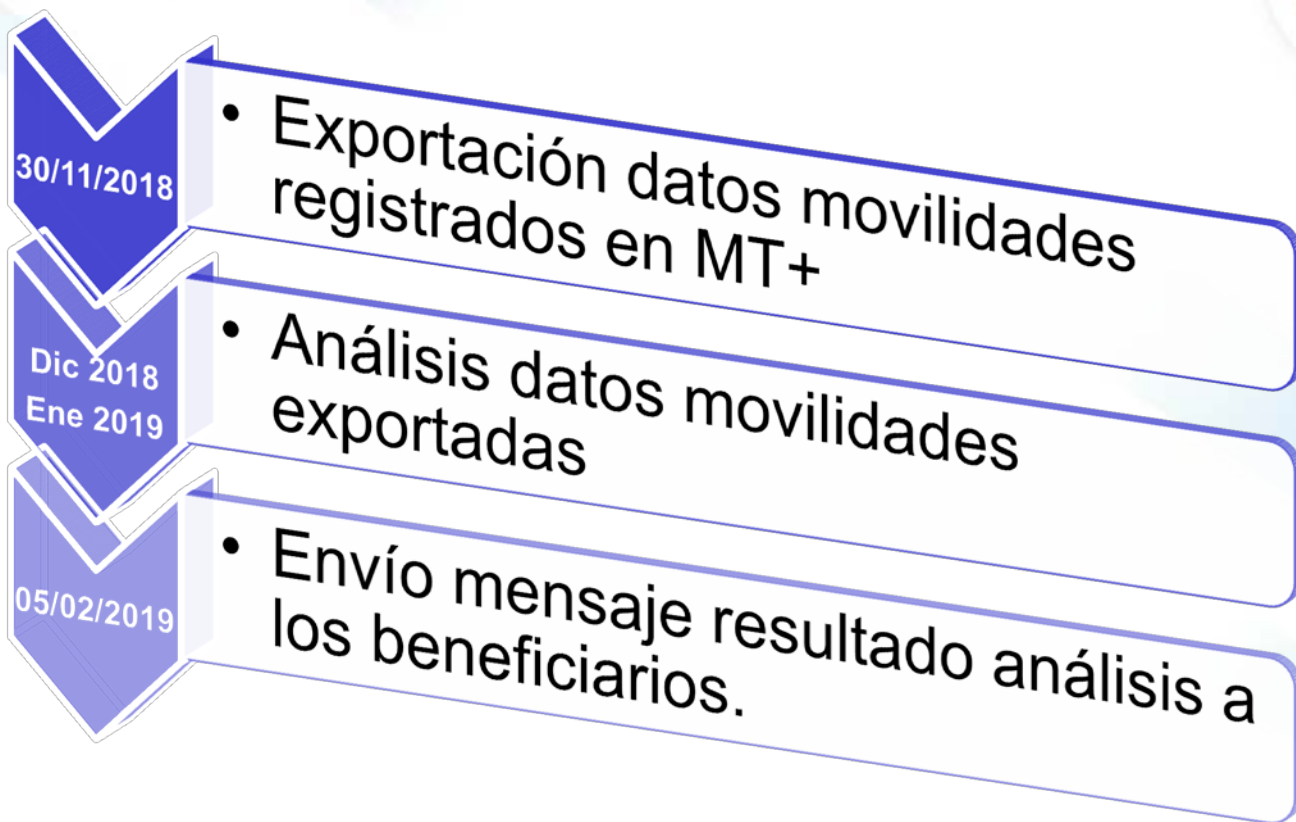 30/11/2018
• Exportación datos movilidades
registrados en MT+
Dic 2018
Ene 2019
• Análisis datos movilidades
exportadas
05/02/2019
• Envío mensaje resultado análisis a
los beneficiarios.